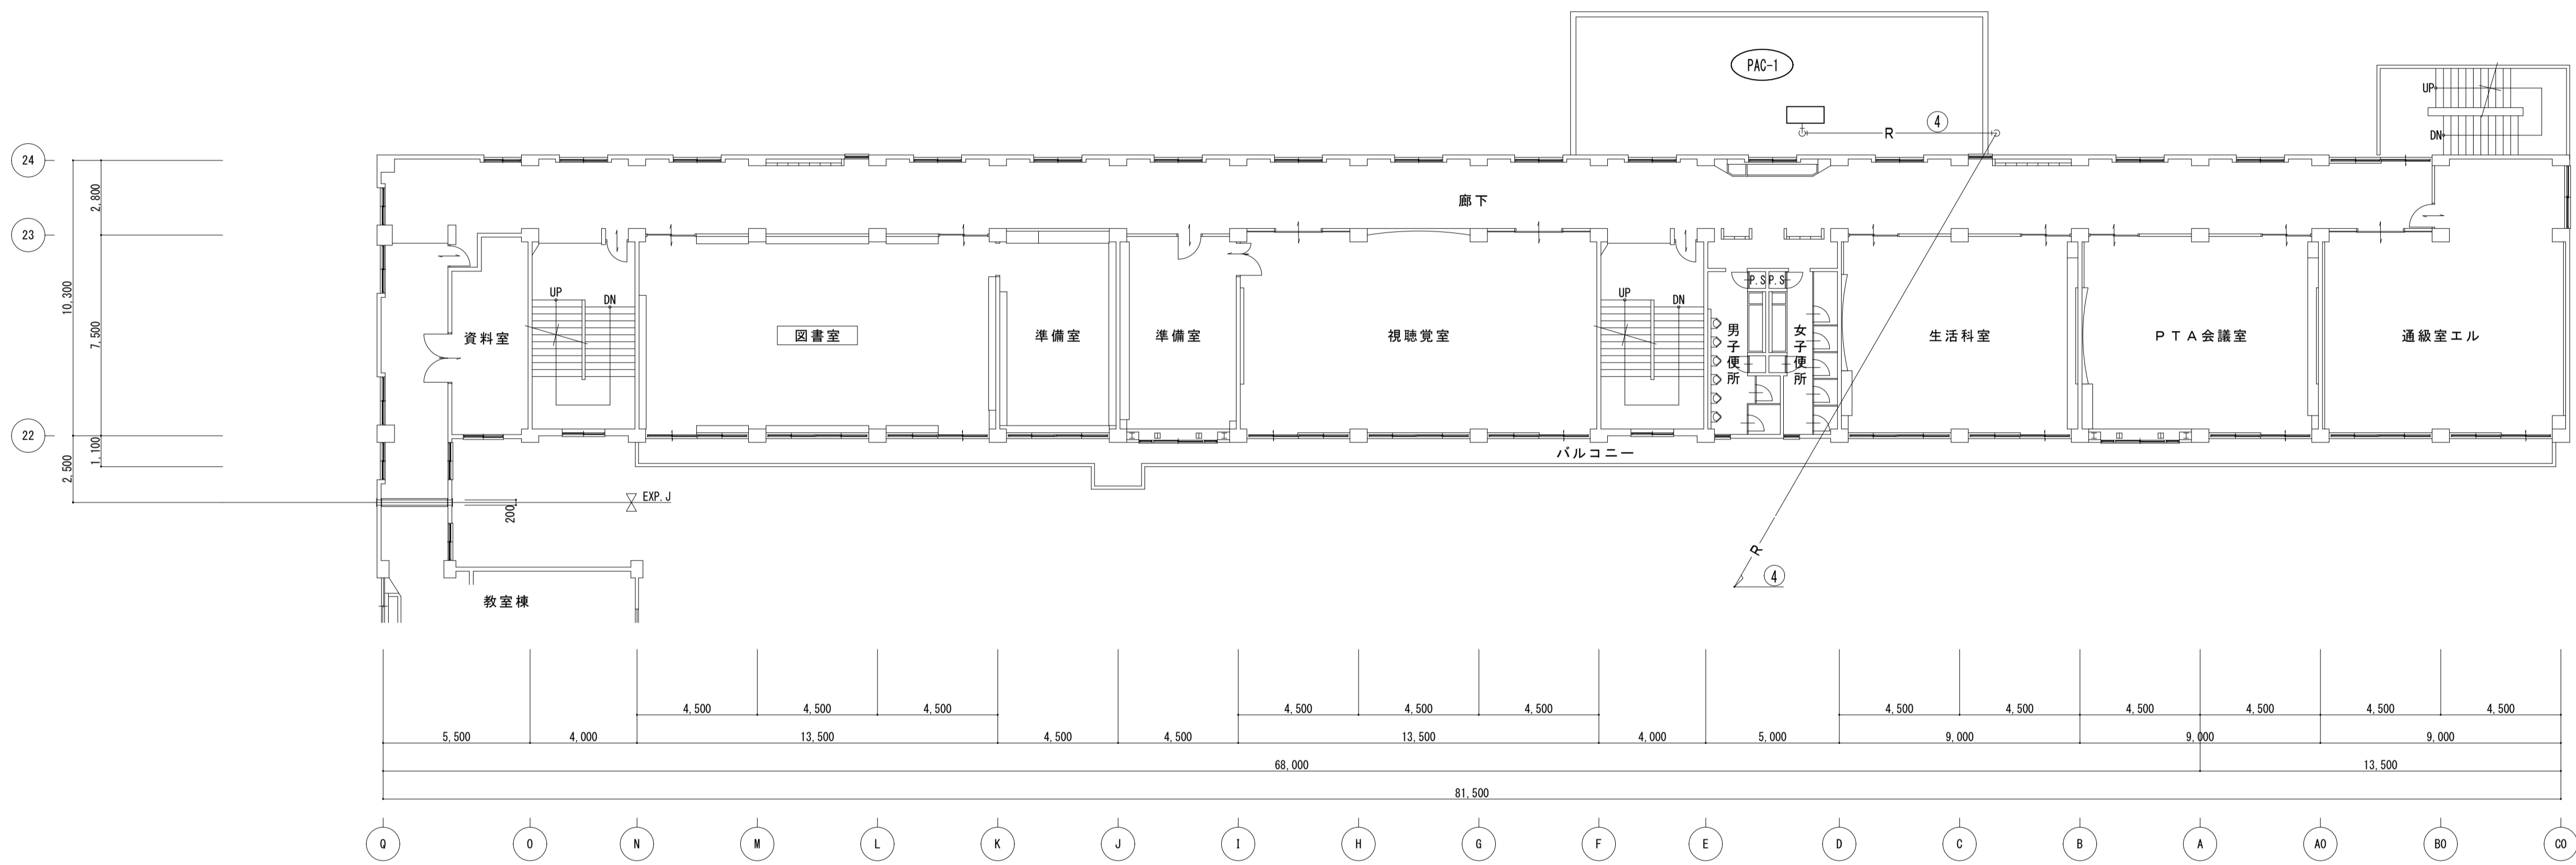 PAC-1
UP
DN
R
4
24
2,800
廊下
23
10,300
7,500
UP
DN
UP
DN
P.S
P.S
資料室
図書室
準備室
準備室
視聴覚室
男子便所
女子便所
生活科室
PTA会議室
通級室エル
22
1,100
2,500
バルコニー
EXP.J
200
R
4
教室棟
4,500
4,500
4,500
4,500
4,500
4,500
4,500
4,500
4,500
4,500
4,500
4,500
5,500
4,000
13,500
4,500
4,500
13,500
4,000
5,000
9,000
9,000
9,000
68,000
13,500
81,500
Q
O
N
M
L
K
J
I
H
G
F
E
D
C
B
A
A0
B0
C0